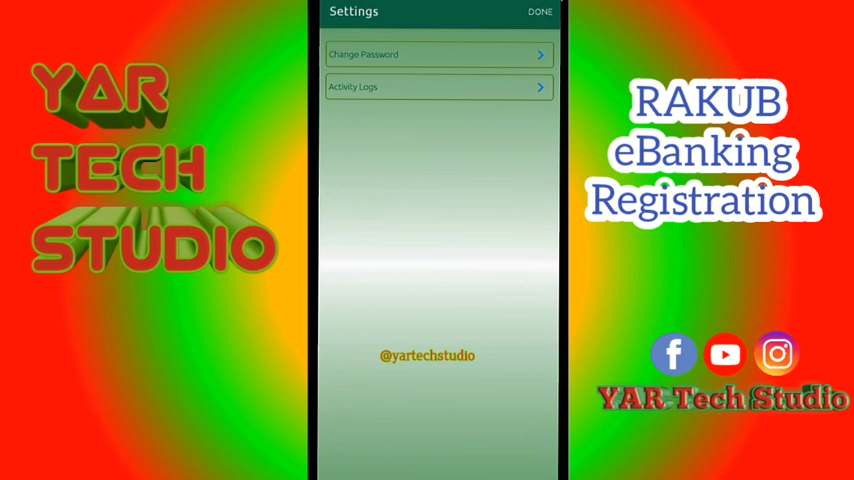 YAR
TECH
STUDIO
Settings
DONE
Change Password
Activity Logs
@yartechstudio
RAKUB
eBanking
Registration
YAR Tech Studio